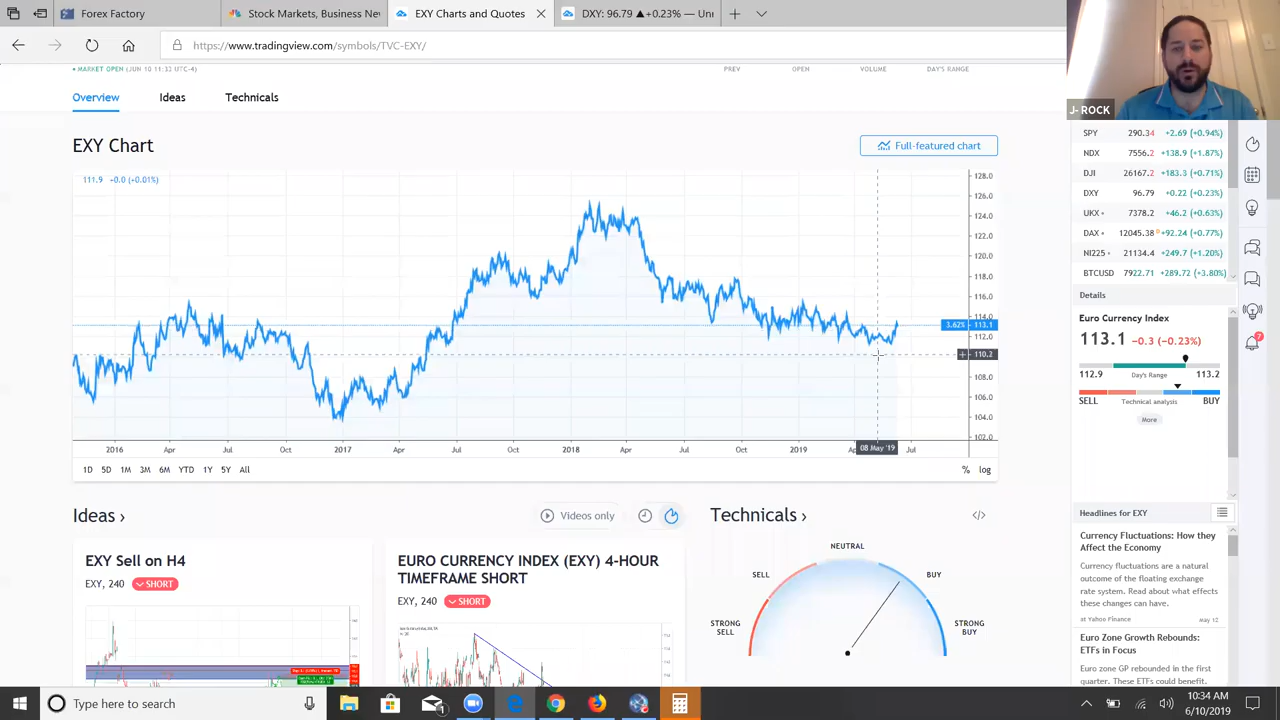 Forex Factory
Stock Markets, Business Ne
EXY Charts and Quotes
DXY: 96.79 ▲+0.23% — Un
https://www.tradingview.com/symbols/TVC-EXY/
J- ROCK
• MARKET OPEN (JUN 10 11:33 UTC-4)
PREV OPEN VOLUME DAY'S RANGE
Overview Ideas Technicals
EXY Chart
Full-featured chart
111.9 +0.0 (+0.01%)
128.0
126.0
124.0
122.0
120.0
118.0
116.0
114.0
3.62% 113.1
112.0
110.2
108.0
106.0
104.0
102.0
2016 Apr Jul Oct 2017 Apr Jul Oct 2018 Apr Jul Oct 2019 08 May '19 Jul
1D 5D 1M 3M 6M YTD 1Y 5Y All
% log
SPY 290.34 +2.69 (+0.94%)
NDX 7556.2 +138.9 (+1.87%)
DJI 26167.2 +183.3 (+0.71%)
DXY 96.79 +0.22 (+0.23%)
UKX 7378.2 +46.2 (+0.63%)
DAX 12045.38 D +92.24 (+0.77%)
NI225 21134.4 +249.7 (+1.20%)
BTCUSD 7922.71 +289.72 (+3.80%)
Details
Euro Currency Index
113.1 −0.3 (−0.23%)
112.9 Day's Range 113.2
SELL Technical analysis BUY
More
Headlines for EXY
Currency Fluctuations: How they
Affect the Economy
Currency fluctuations are a natural
outcome of the floating exchange
rate system. Read about what effects
these changes can have.
at Yahoo Finance May 12
Euro Zone Growth Rebounds:
ETFs in Focus
Euro zone GP rebounded in the first
quarter. These ETFs could benefit.
Ideas ›
Videos only
EXY Sell on H4
EXY, 240 SHORT
EURO CURRENCY INDEX (EXY) 4-HOUR
TIMEFRAME SHORT
EXY, 240 SHORT
Technicals ›
</>
NEUTRAL
SELL BUY
STRONG
SELL
STRONG
BUY
Type here to search
10:34 AM
6/10/2019